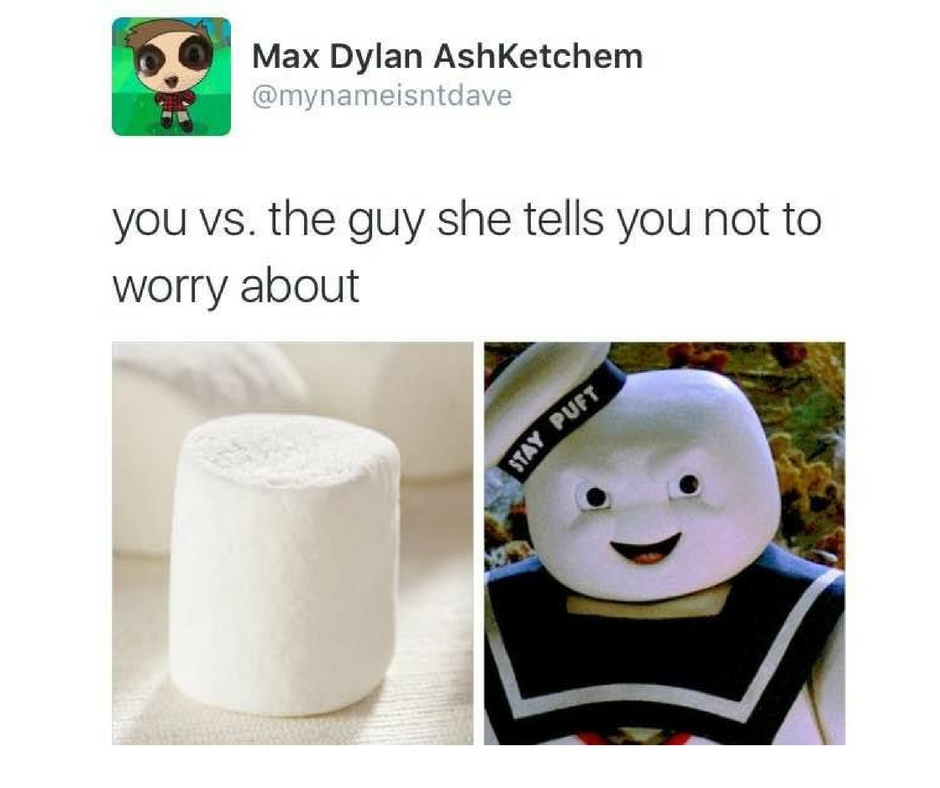 Max Dylan AshKetchem
@mynameisntdave
you vs. the guy she tells you not to
worry about
STAY PUFT